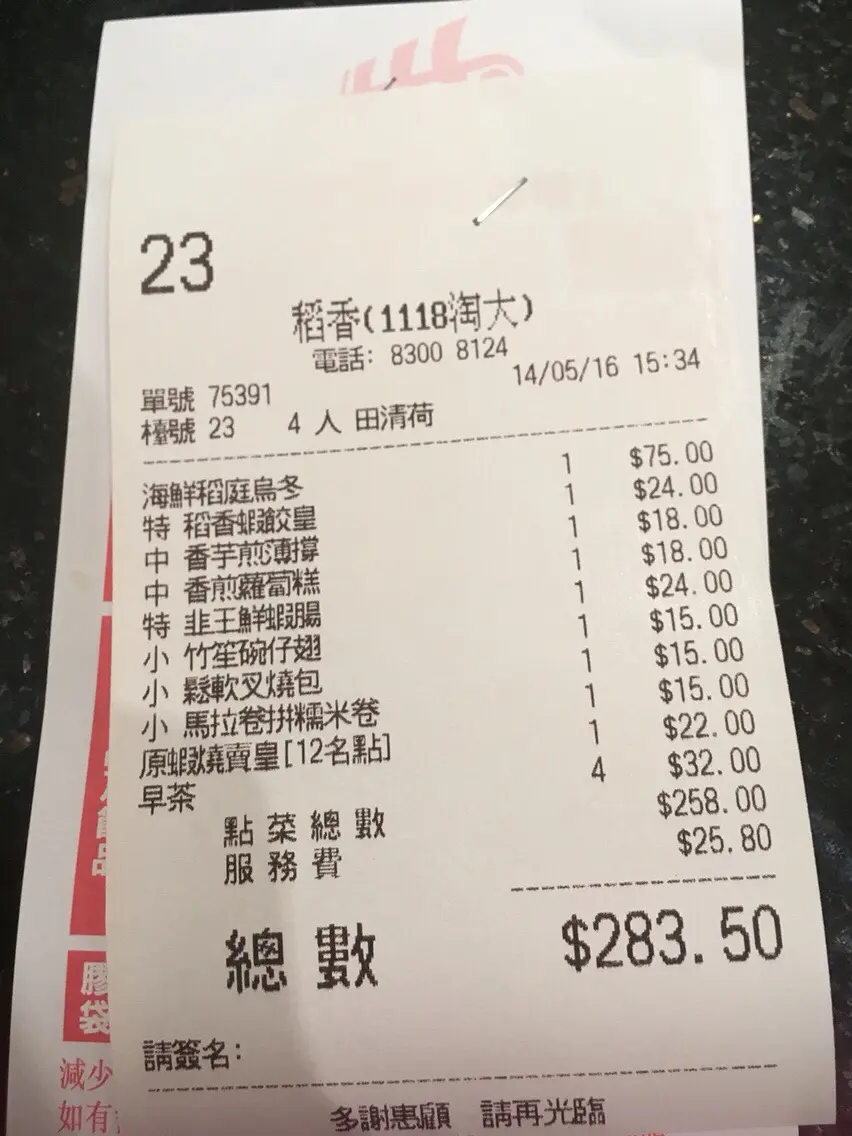 23
稻香(1118淘大)
電話: 8300 8124
14/05/16 15:34
單號 75391
檯號 23 4 人 田清荷
海鮮稻庭烏冬 1 $75.00
特 稻香蝦餃皇 1 $24.00
中 香芋煎薄撐 1 $18.00
中 香煎蘿蔔糕 1 $18.00
特 韭王鮮蝦腸 1 $24.00
小 竹笙碗仔翅 1 $15.00
小 鬆軟叉燒包 1 $15.00
小 馬拉卷拼糯米卷 1 $15.00
原蝦燒賣皇[12名點] 1 $22.00
早茶 4 $32.00
點菜總數 $258.00
服務費 $25.80
總數 $283.50
請簽名:
多謝惠顧 請再光臨
膠
袋
減少
如有